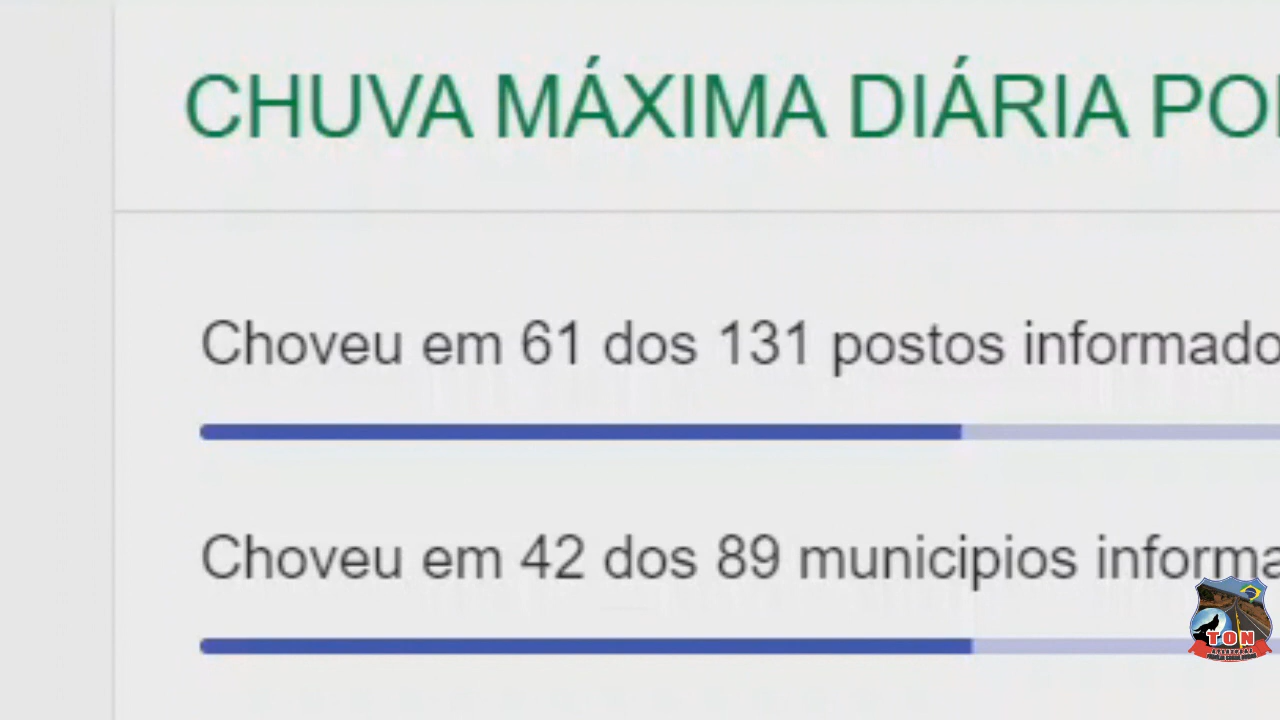 CHUVA MÁXIMA DIÁRIA PO
Choveu em 61 dos 131 postos informado
Choveu em 42 dos 89 municipios informa
TON